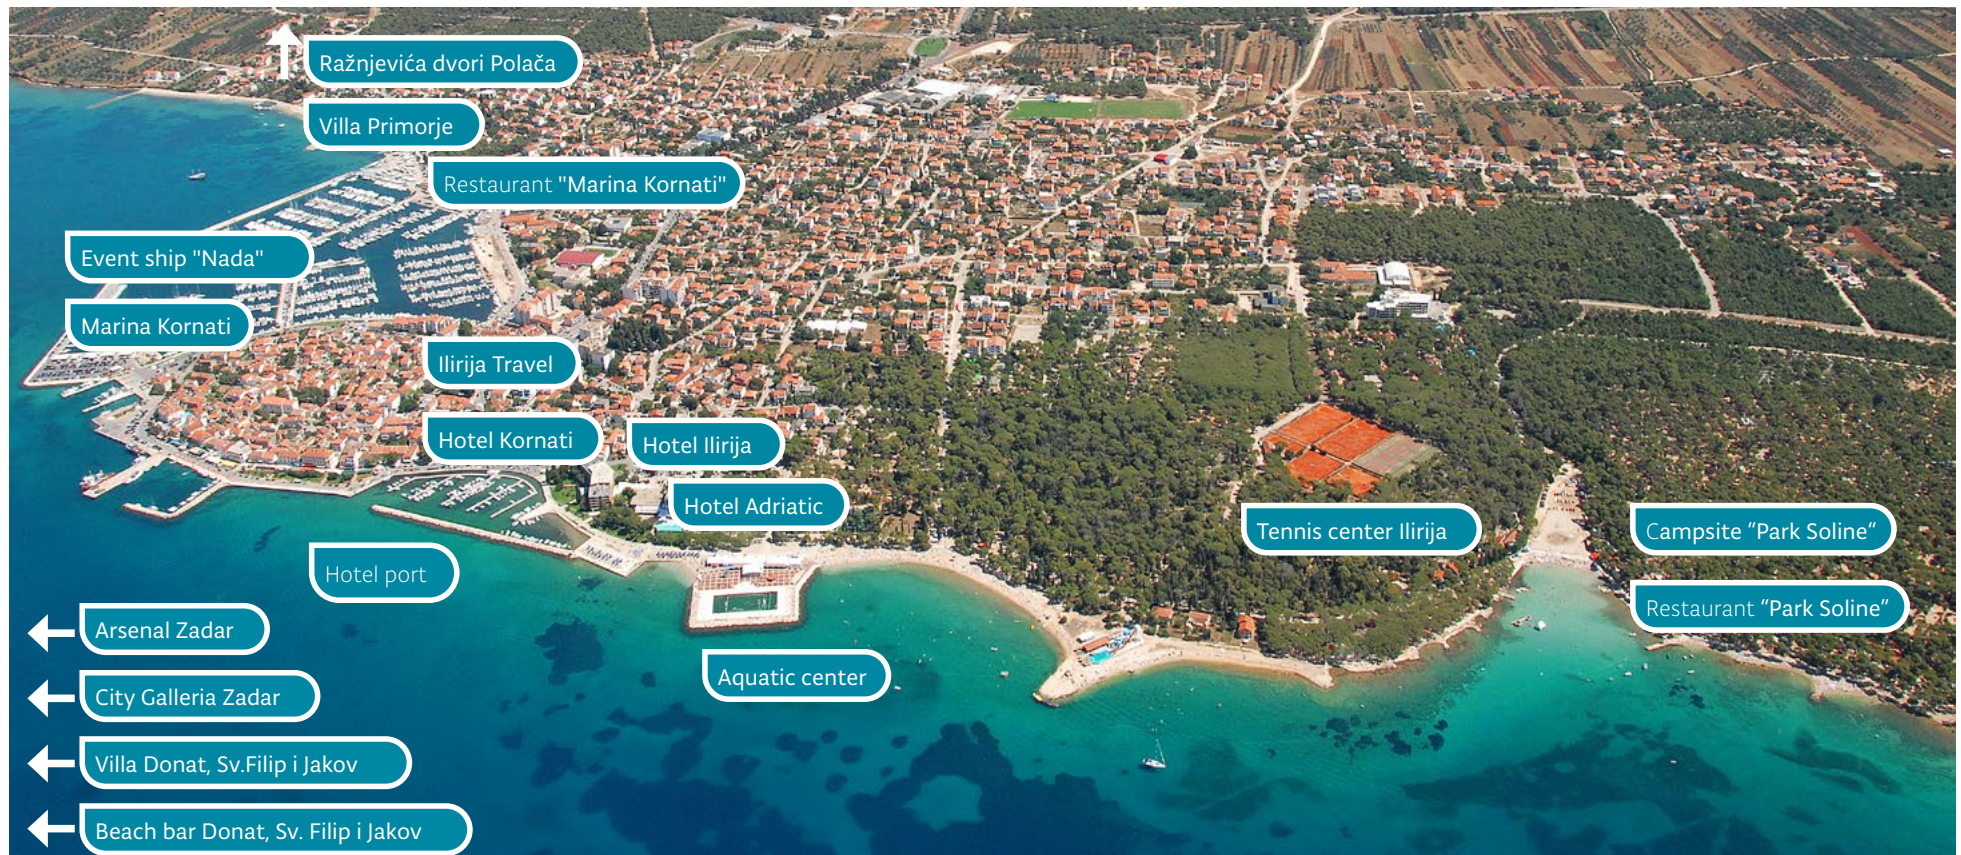 Ražnjevića dvori Polača
Villa Primorje
Restaurant "Marina Kornati"
Event ship "Nada"
Marina Kornati
Ilirija Travel
Hotel Kornati
Hotel Ilirija
Hotel Adriatic
Tennis center Ilirija
Campsite “Park Soline“
Hotel port
Restaurant “Park Soline”
Arsenal Zadar
Aquatic center
City Galleria Zadar
Villa Donat, Sv.Filip i Jakov
Beach bar Donat, Sv. Filip i Jakov